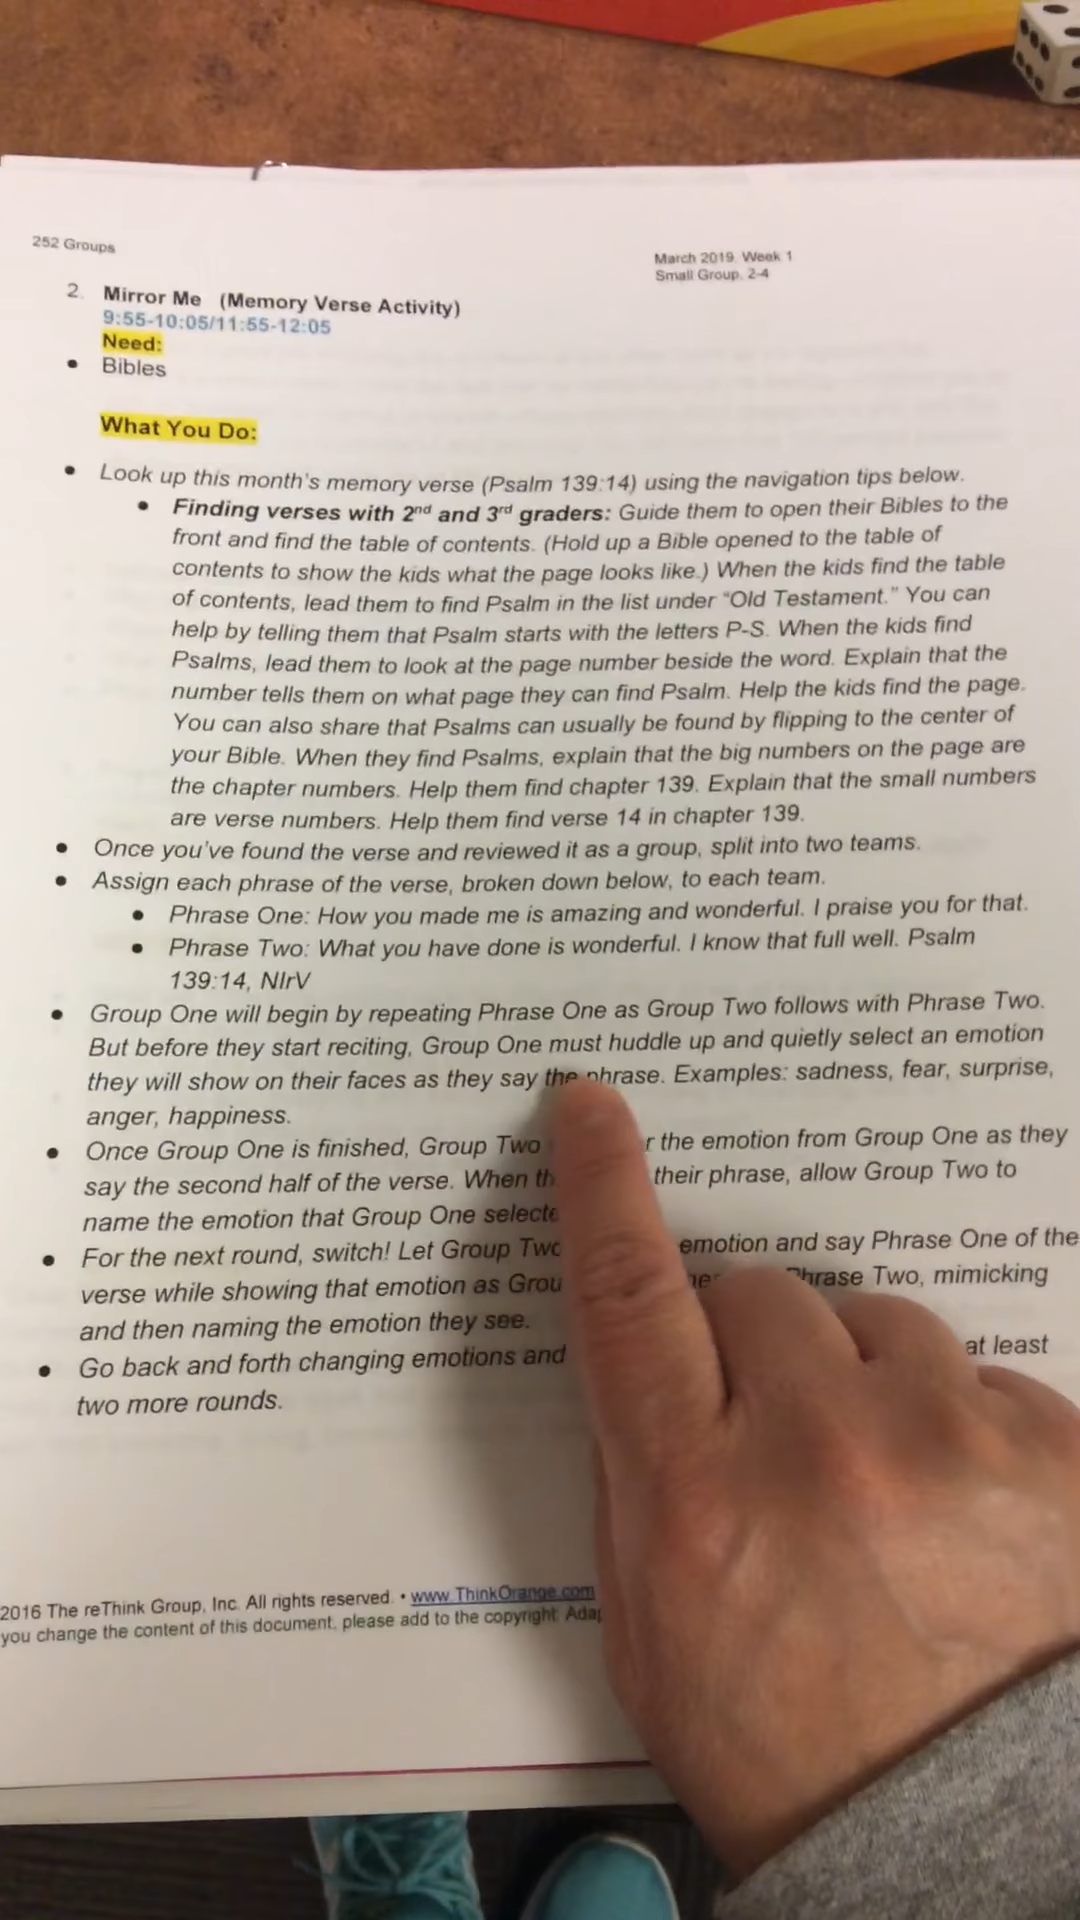 252 Groups
March 2019. Week 1
Small Group. 2-4
2. Mirror Me (Memory Verse Activity)
9:55-10:05/11:55-12:05
Need:
• Bibles
What You Do:
• Look up this month's memory verse (Psalm 139:14) using the navigation tips below.
• Finding verses with 2nd and 3rd graders: Guide them to open their Bibles to the
front and find the table of contents. (Hold up a Bible opened to the table of
contents to show the kids what the page looks like.) When the kids find the table
of contents, lead them to find Psalm in the list under "Old Testament." You can
help by telling them that Psalm starts with the letters P-S. When the kids find
Psalms, lead them to look at the page number beside the word. Explain that the
number tells them on what page they can find Psalm. Help the kids find the page.
You can also share that Psalms can usually be found by flipping to the center of
your Bible. When they find Psalms, explain that the big numbers on the page are
the chapter numbers. Help them find chapter 139. Explain that the small numbers
are verse numbers. Help them find verse 14 in chapter 139.
• Once you've found the verse and reviewed it as a group, split into two teams.
• Assign each phrase of the verse, broken down below, to each team.
• Phrase One: How you made me is amazing and wonderful. I praise you for that.
• Phrase Two: What you have done is wonderful. I know that full well. Psalm
139:14, NIrV
• Group One will begin by repeating Phrase One as Group Two follows with Phrase Two.
But before they start reciting, Group One must huddle up and quietly select an emotion
they will show on their faces as they say the phrase. Examples: sadness, fear, surprise,
anger, happiness.
• Once Group One is finished, Group Two the emotion from Group One as they
say the second half of the verse. When their phrase, allow Group Two to
name the emotion that Group One
• For the next round, switch! Let Group Two emotion and say Phrase One of the
verse while showing that emotion as Phrase Two, mimicking
and then naming the emotion they see.
• Go back and forth changing emotions and at least
two more rounds.
2016 The reThink Group, Inc. All rights reserved. • www.ThinkOrange.com
you change the content of this document, please add to the copyright: